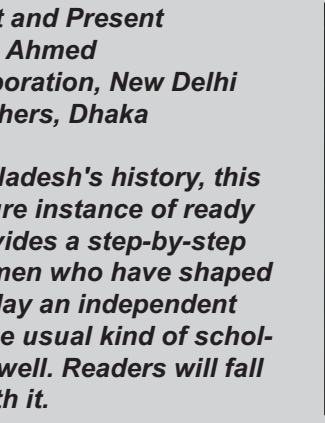 t and Present
Ahmed
poration, New Delhi
hers, Dhaka
ladesh's history, this
ure instance of ready
vides a step-by-step
men who have shaped
lay an independent
e usual kind of schol-
well. Readers will fall
th it.